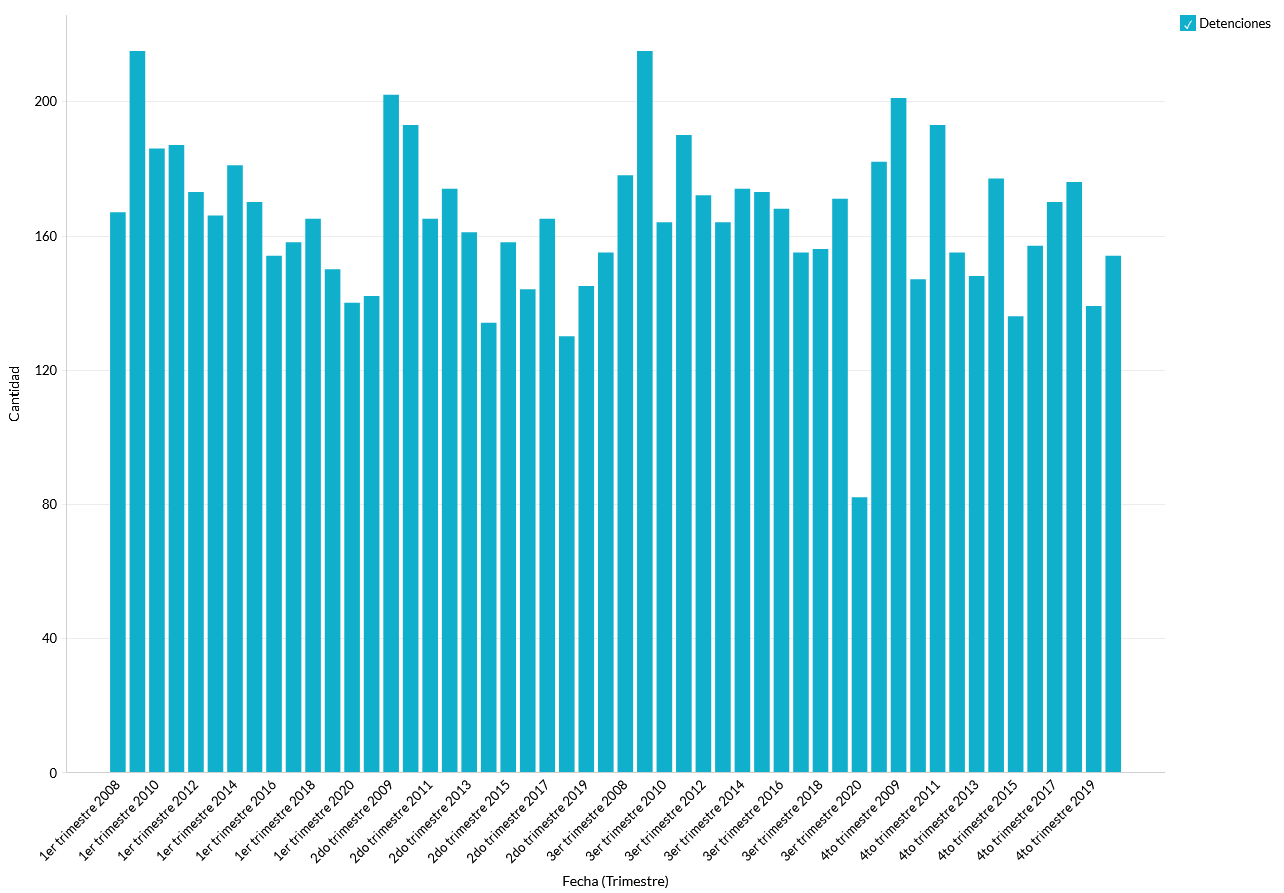 Detenciones
200
160
120
80
40
0
Cantidad
1er trimestre 2008
1er trimestre 2010
1er trimestre 2012
1er trimestre 2014
1er trimestre 2016
1er trimestre 2018
1er trimestre 2020
2do trimestre 2009
2do trimestre 2011
2do trimestre 2013
2do trimestre 2015
2do trimestre 2017
2do trimestre 2019
3er trimestre 2008
3er trimestre 2010
3er trimestre 2012
3er trimestre 2014
3er trimestre 2016
3er trimestre 2018
3er trimestre 2020
4to trimestre 2009
4to trimestre 2011
4to trimestre 2013
4to trimestre 2015
4to trimestre 2017
4to trimestre 2019
Fecha (Trimestre)